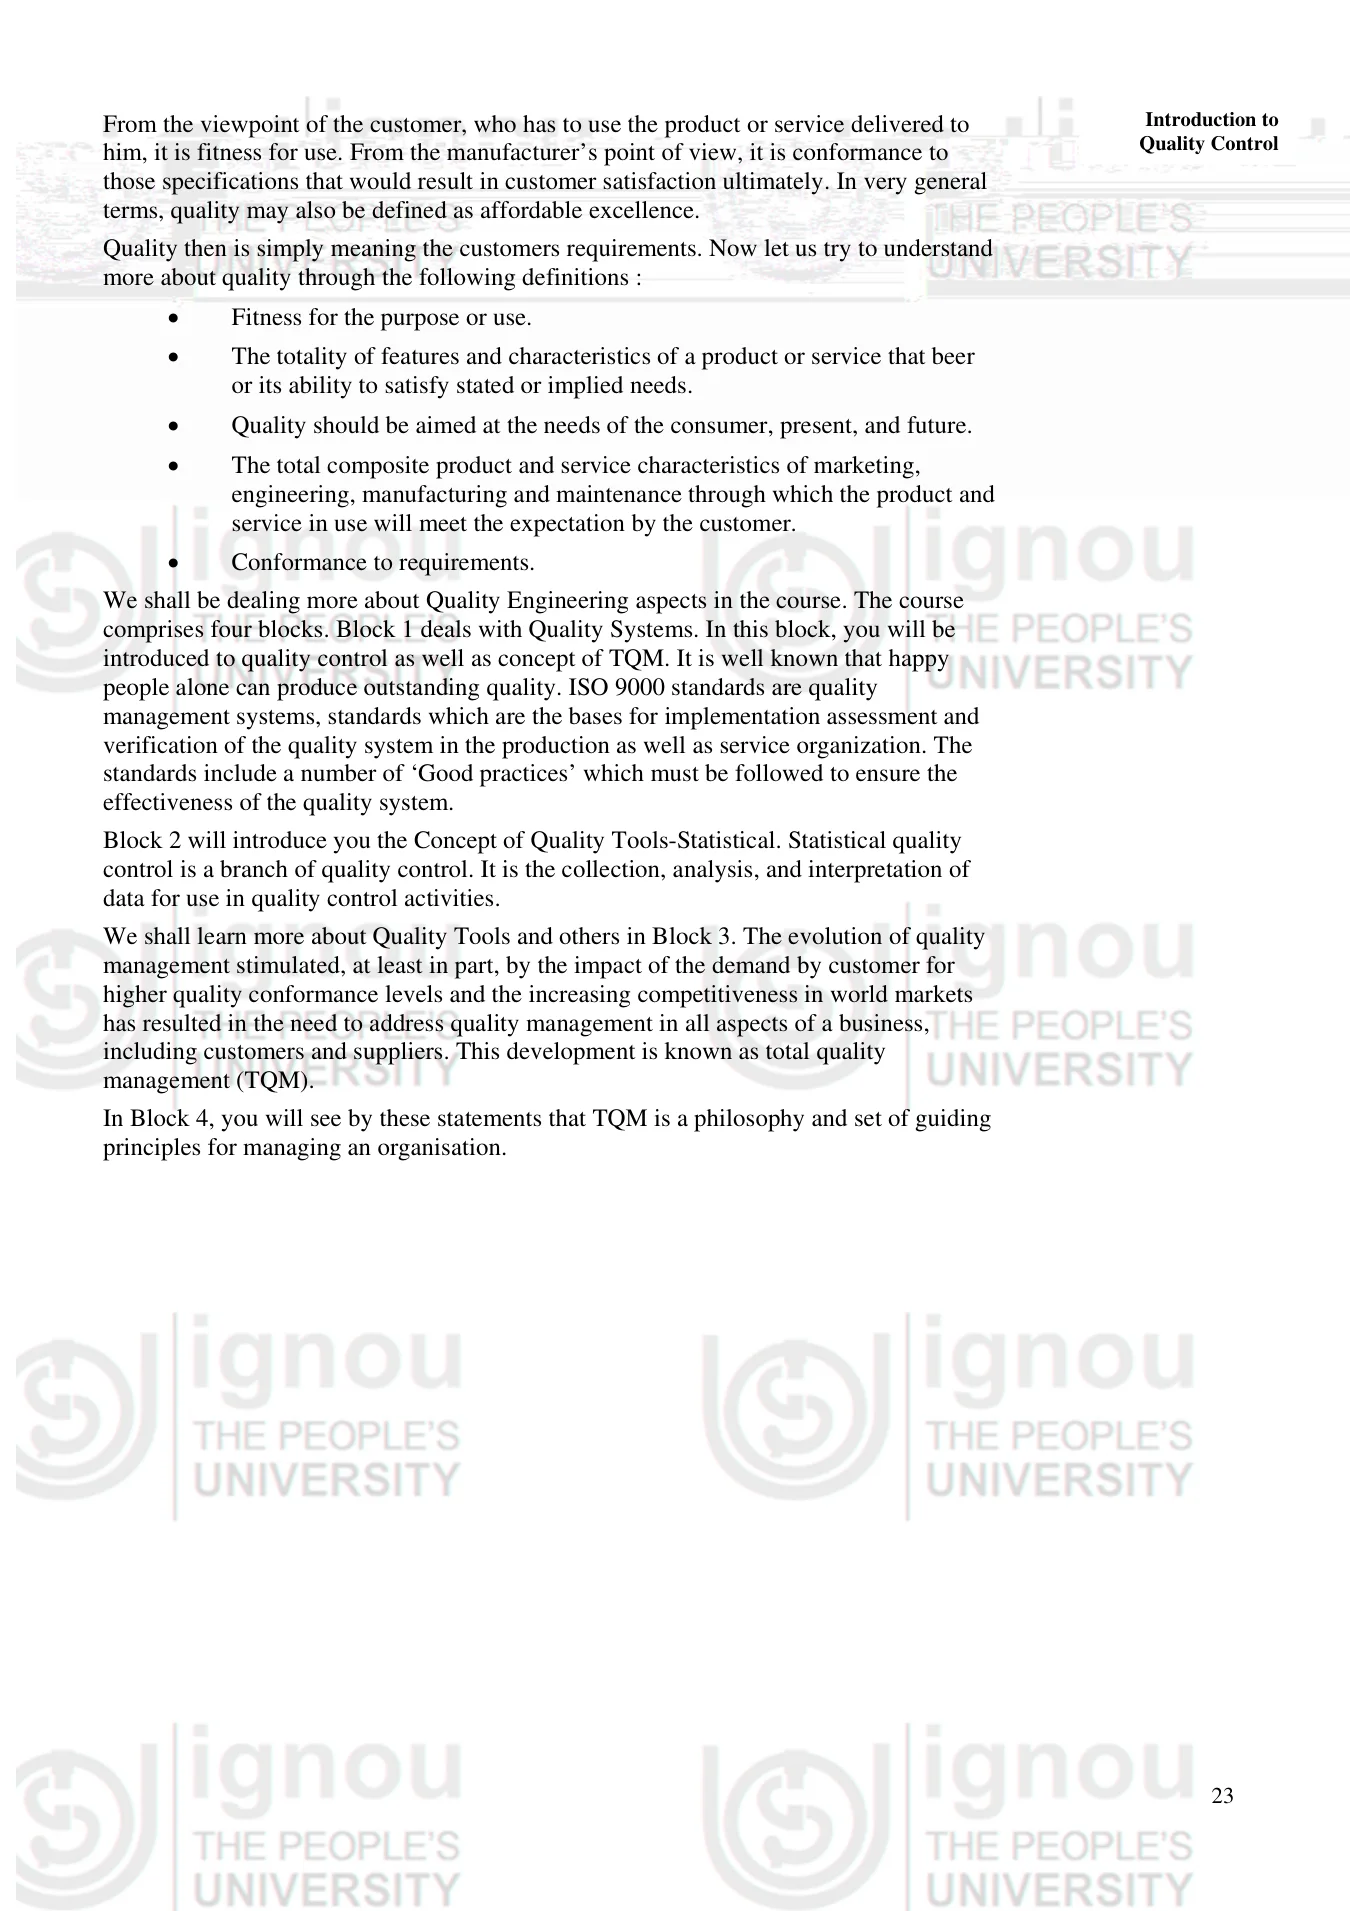 Introduction to
Quality Control
From the viewpoint of the customer, who has to use the product or service delivered to
him, it is fitness for use. From the manufacturer’s point of view, it is conformance to
those specifications that would result in customer satisfaction ultimately. In very general
terms, quality may also be defined as affordable excellence.
Quality then is simply meaning the customers requirements. Now let us try to understand
more about quality through the following definitions :
• Fitness for the purpose or use.
• The totality of features and characteristics of a product or service that beer
or its ability to satisfy stated or implied needs.
• Quality should be aimed at the needs of the consumer, present, and future.
• The total composite product and service characteristics of marketing,
engineering, manufacturing and maintenance through which the product and
service in use will meet the expectation by the customer.
• Conformance to requirements.
We shall be dealing more about Quality Engineering aspects in the course. The course
comprises four blocks. Block 1 deals with Quality Systems. In this block, you will be
introduced to quality control as well as concept of TQM. It is well known that happy
people alone can produce outstanding quality. ISO 9000 standards are quality
management systems, standards which are the bases for implementation assessment and
verification of the quality system in the production as well as service organization. The
standards include a number of ‘Good practices’ which must be followed to ensure the
effectiveness of the quality system.
Block 2 will introduce you the Concept of Quality Tools-Statistical. Statistical quality
control is a branch of quality control. It is the collection, analysis, and interpretation of
data for use in quality control activities.
We shall learn more about Quality Tools and others in Block 3. The evolution of quality
management stimulated, at least in part, by the impact of the demand by customer for
higher quality conformance levels and the increasing competitiveness in world markets
has resulted in the need to address quality management in all aspects of a business,
including customers and suppliers. This development is known as total quality
management (TQM).
In Block 4, you will see by these statements that TQM is a philosophy and set of guiding
principles for managing an organisation.
ignou
THE PEOPLE’S
UNIVERSITY
ignou
THE PEOPLE’S
UNIVERSITY
23
ignou
THE PEOPLE’S
UNIVERSITY
ignou
THE PEOPLE’S
UNIVERSITY